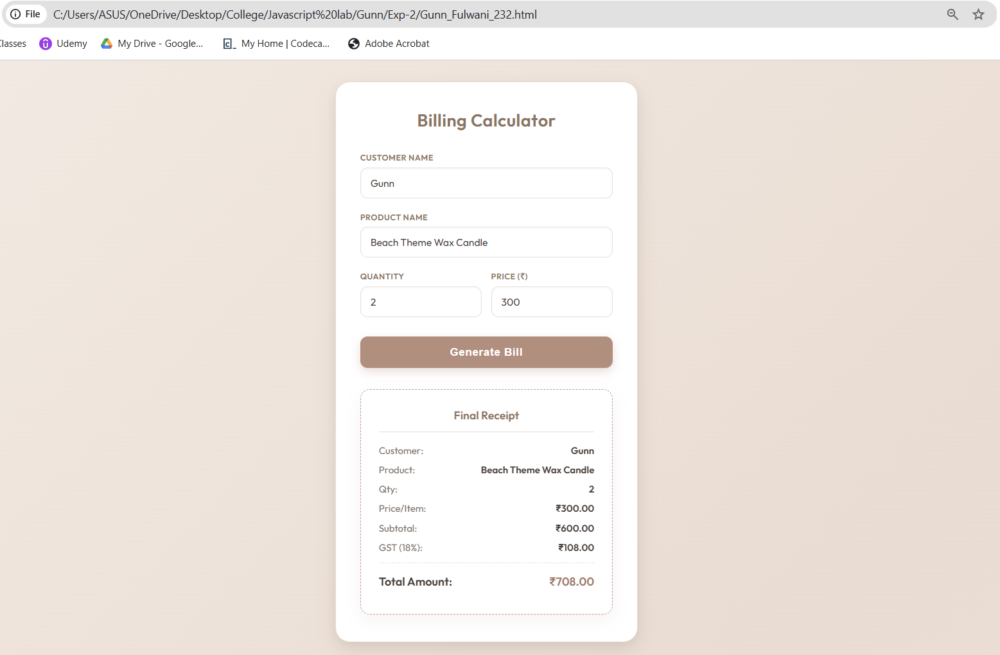 File C:/Users/ASUS/OneDrive/Desktop/College/Javascript%20lab/Gunn/Exp-2/Gunn_Fulwani_232.html
Udemy My Drive - Google... My Home | Codeca... Adobe Acrobat
Billing Calculator
CUSTOMER NAME
Gunn
PRODUCT NAME
Beach Theme Wax Candle
QUANTITY PRICE (₹)
2 300
Generate Bill
Final Receipt
Customer: Gunn
Product: Beach Theme Wax Candle
Qty: 2
Price/Item: ₹300.00
Subtotal: ₹600.00
GST (18%): ₹108.00
Total Amount: ₹708.00